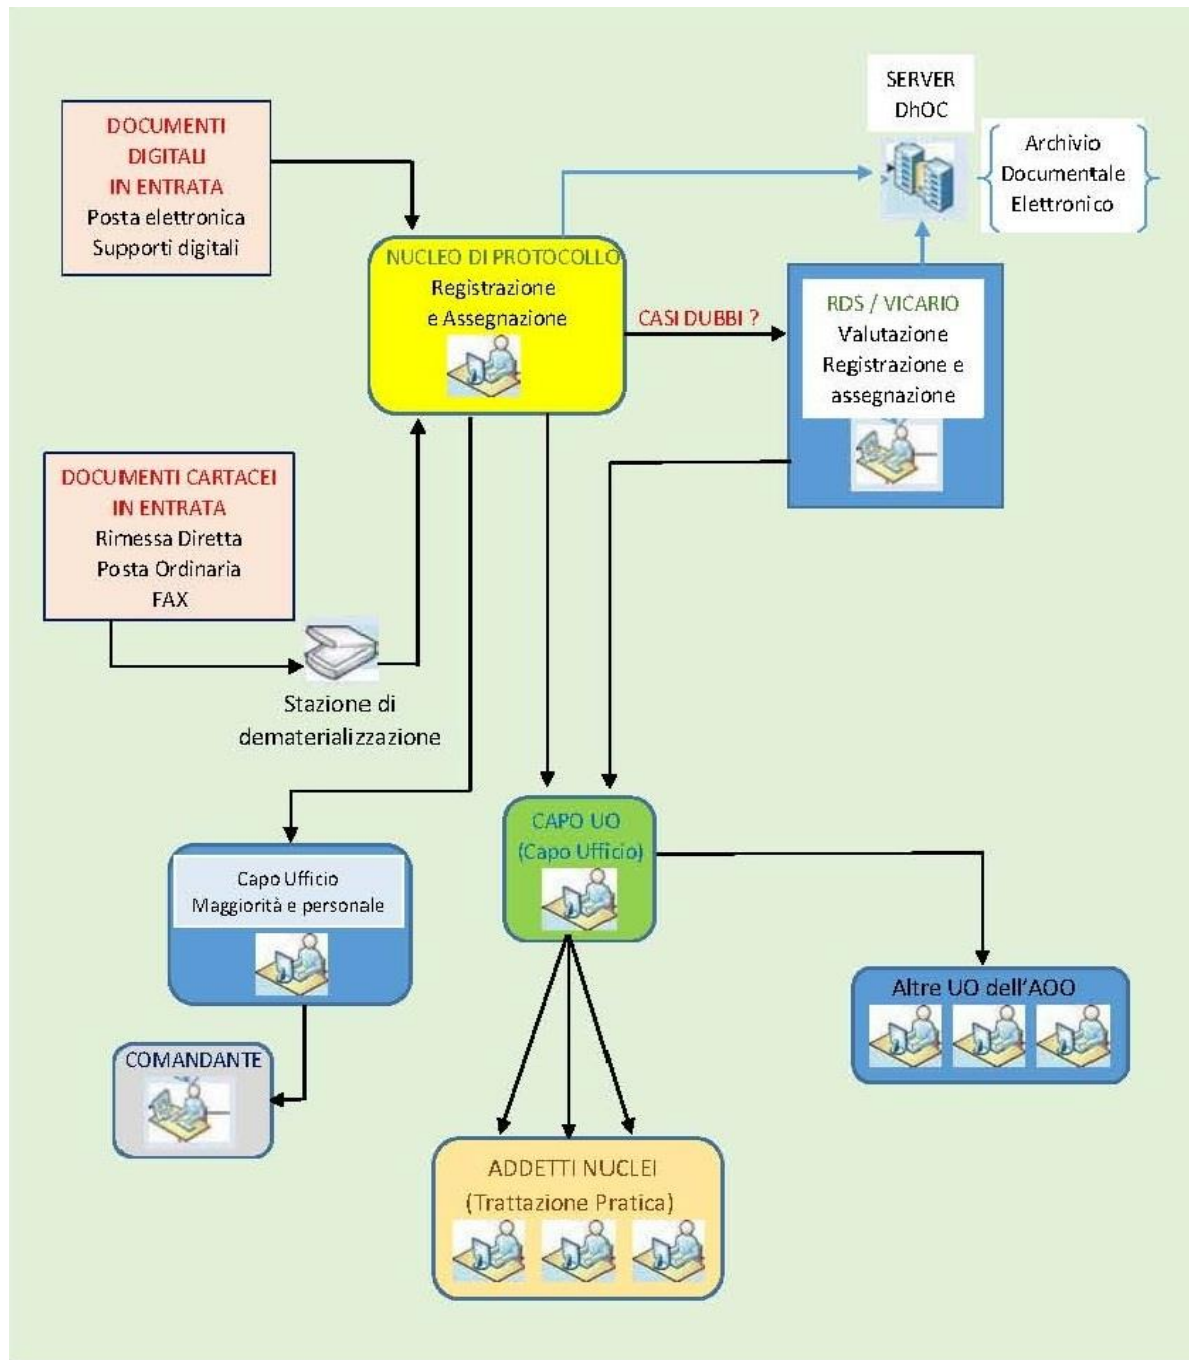 SERVER
DhOC
DOCUMENTI
DIGITALI
IN ENTRATA
Posta elettronica
Supporti digitali
Archivio
Documentale
Elettronico
NUCLEO DI PROTOCOLLO
Registrazione
e Assegnazione
CASI DUBBI ?
RDS / VICARIO
Valutazione
Registrazione e
assegnazione
DOCUMENTI CARTACEI
IN ENTRATA
Rimessa Diretta
Posta Ordinaria
FAX
Stazione di
dematerializzazione
CAPO UO
(Capo Ufficio)
Capo Ufficio
Maggiorità e personale
Altre UO dell'AOO
COMANDANTE
ADDETTI NUCLEI
(Trattazione Pratica)